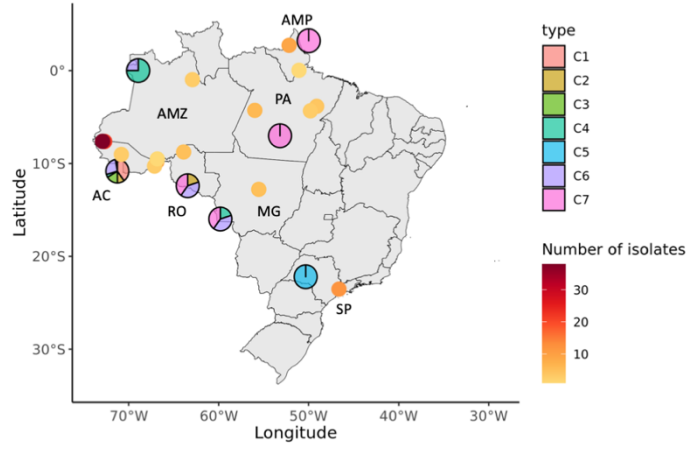 AMP
type
C1
C2
C3
C4
C5
C6
C7
0°
PA
AMZ
10°S
AC
RO
MG
Latitude
20°S
SP
30°S
Number of isolates
30
20
10
70°W 60°W 50°W 40°W 30°W
Longitude